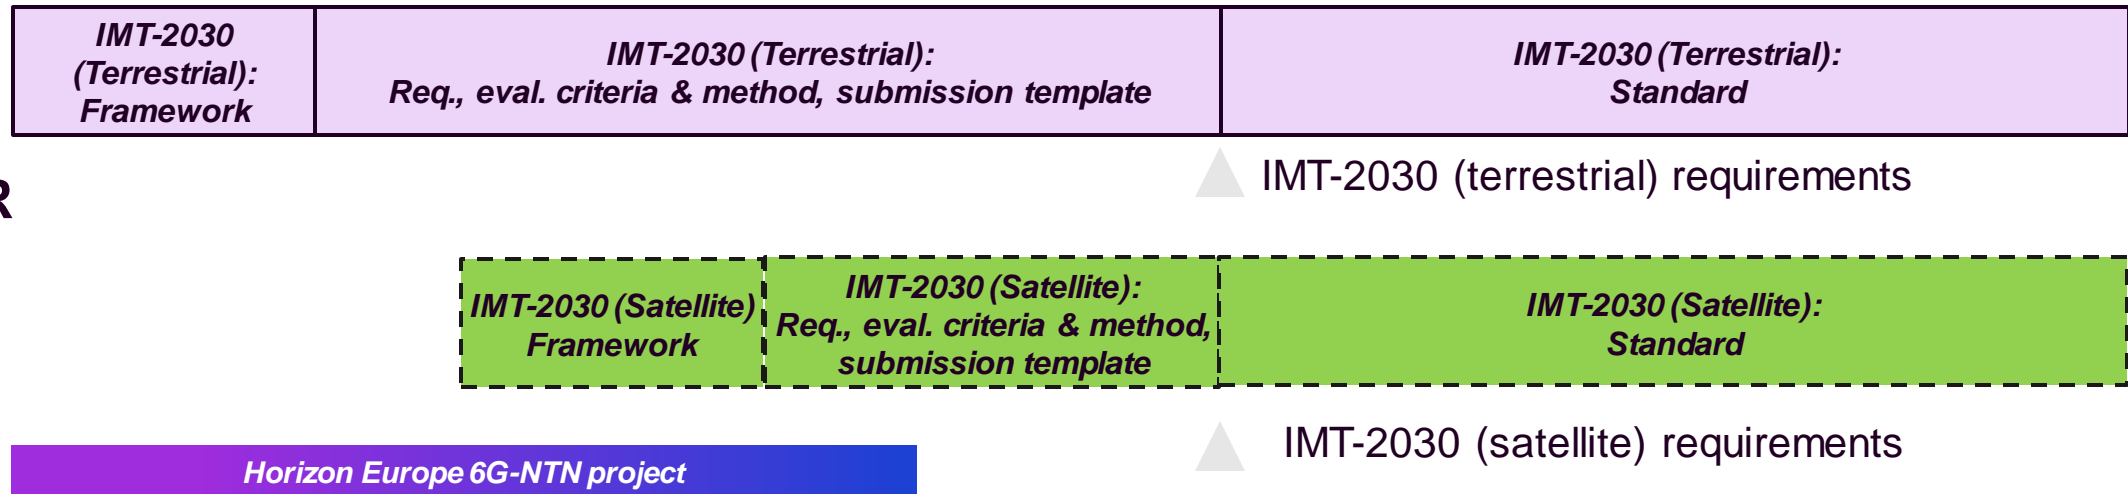 IMT-2030
(Terrestrial):
Framework
IMT-2030 (Terrestrial):
Req., eval. criteria & method, submission template
IMT-2030 (Terrestrial):
Standard
IMT-2030 (terrestrial) requirements
R
IMT-2030 (Satellite)
Framework
IMT-2030 (Satellite):
Req., eval. criteria & method,
submission template
IMT-2030 (Satellite):
Standard
IMT-2030 (satellite) requirements
Horizon Europe 6G-NTN project